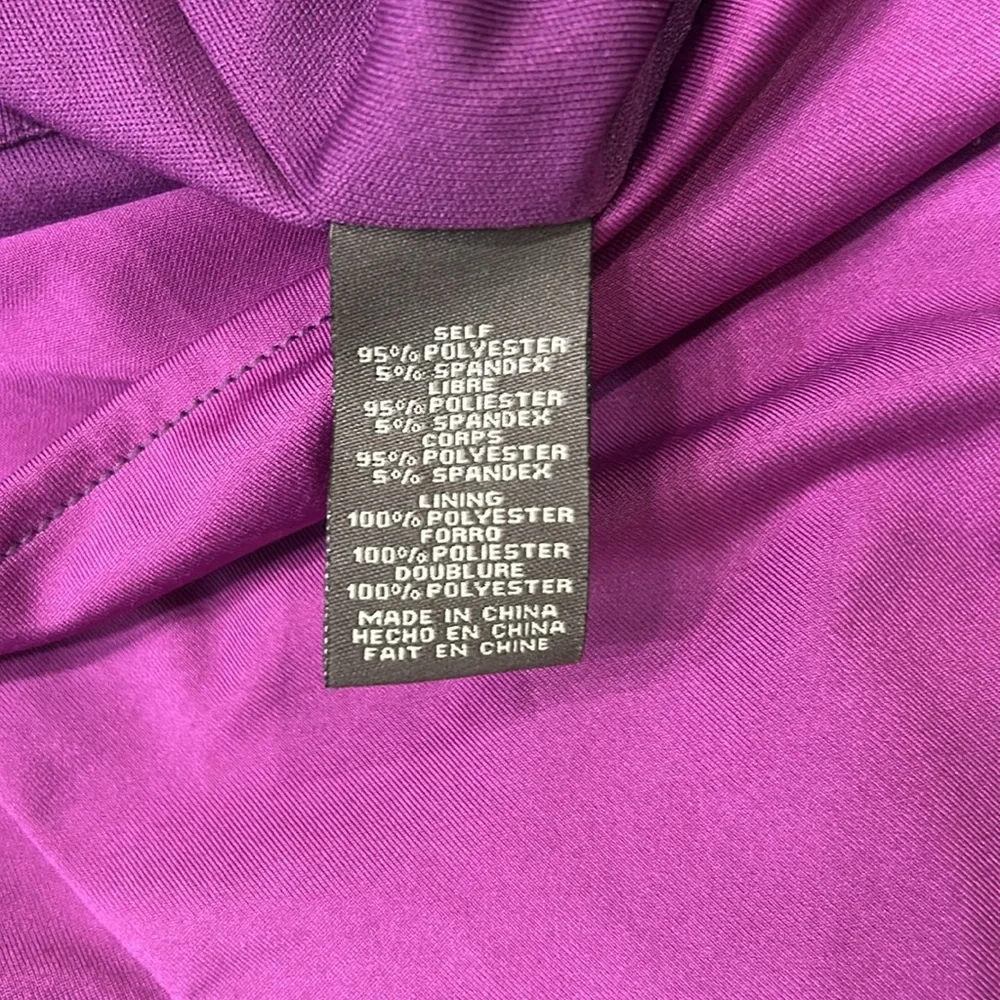 SELF
95% POLYESTER
5% SPANDEX
LIBRE
95% POLIESTER
5% SPANDEX
CORPS
95% POLYESTER
5% SPANDEX
LINING
100% POLYESTER
FORRO
100% POLIESTER
DOUBLURE
100% POLYESTER
MADE IN CHINA
HECHO EN CHINA
FAIT EN CHINE